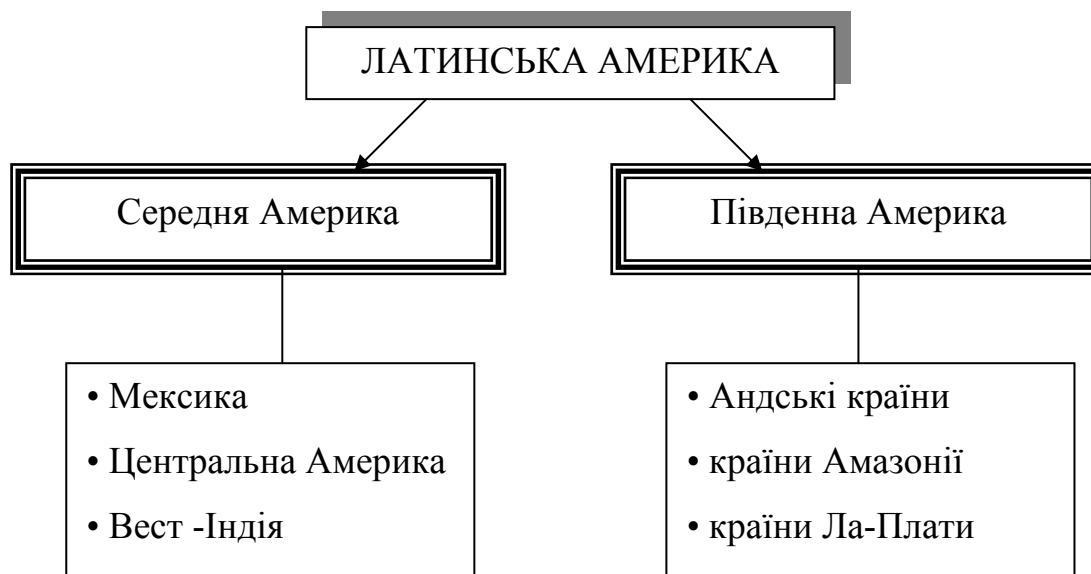 ЛАТИНСЬКА АМЕРИКА
Середня Америка
Південна Америка
• Мексика
• Центральна Америка
• Вест -Індія
• Андські країни
• країни Амазонії
• країни Ла-Плати